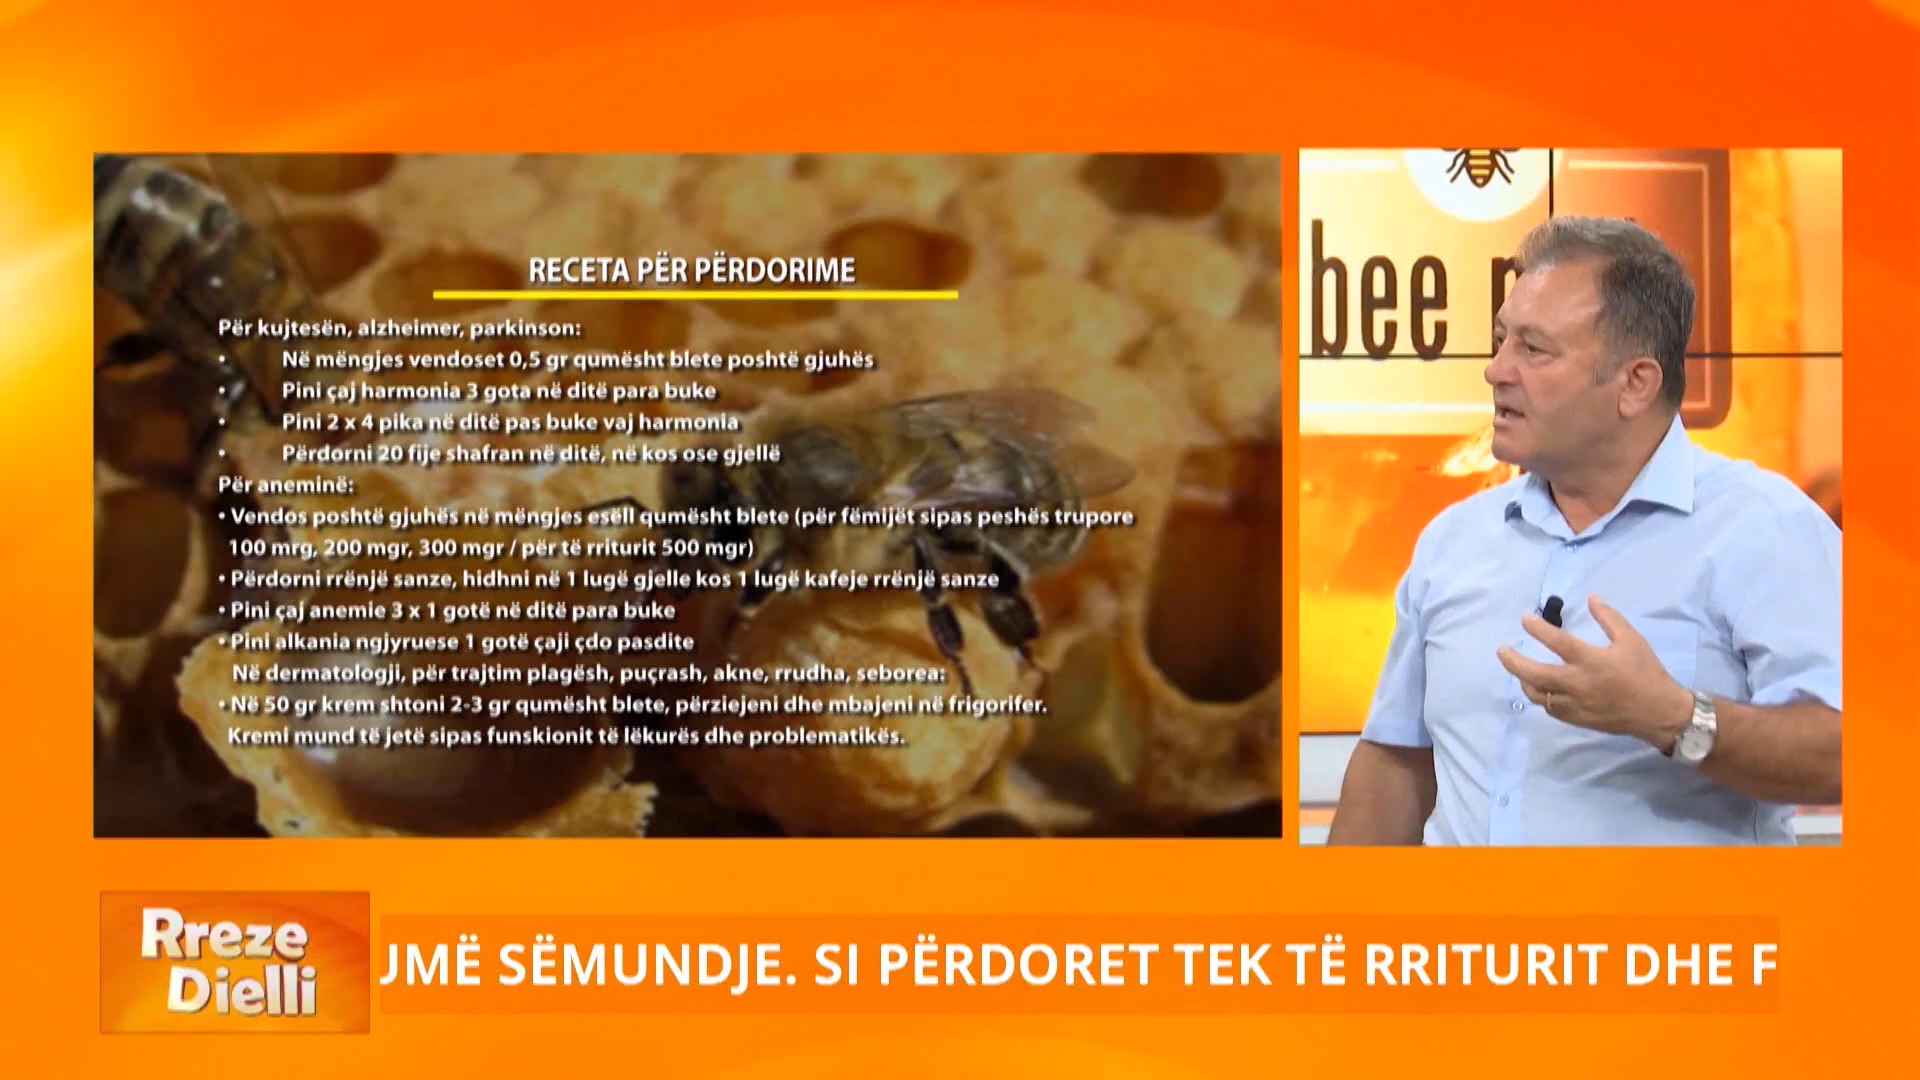 RECETA PËR PËRDORIME
Për kujtesën, alzheimer, parkinson:
• Në mëngjes vendoset 0,5 gr qumësht blete poshtë gjuhës
• Pini çaj harmonia 3 gota në ditë para buke
• Pini 2 x 4 pika në ditë pas buke vaj harmonia
• Përdorni 20 fije shafran në ditë, në kos ose gjellë
Për aneminë:
• Vendos poshtë gjuhës në mëngjes esëll qumësht blete (për fëmijët sipas peshës trupore
100 mrg, 200 mgr, 300 mgr / për të rriturit 500 mgr)
• Përdorni rrënjë sanze, hidhni në 1 lugë gjelle kos 1 lugë kafeje rrënjë sanze
• Pini çaj anemie 3 x 1 gotë në ditë para buke
• Pini alkania ngjyruese 1 gotë çaji çdo pasdite
Në dermatologji, për trajtim plagësh, puçrash, akne, rrudha, seborea:
• Në 50 gr krem shtoni 2-3 gr qumësht blete, përziejeni dhe mbajeni në frigorifer.
Kremi mund të jetë sipas funskionit të lëkurës dhe problematikës.
bee
Rreze
Dielli
UMË SËMUNDJE. SI PËRDORET TEK TË RRITURIT DHE F